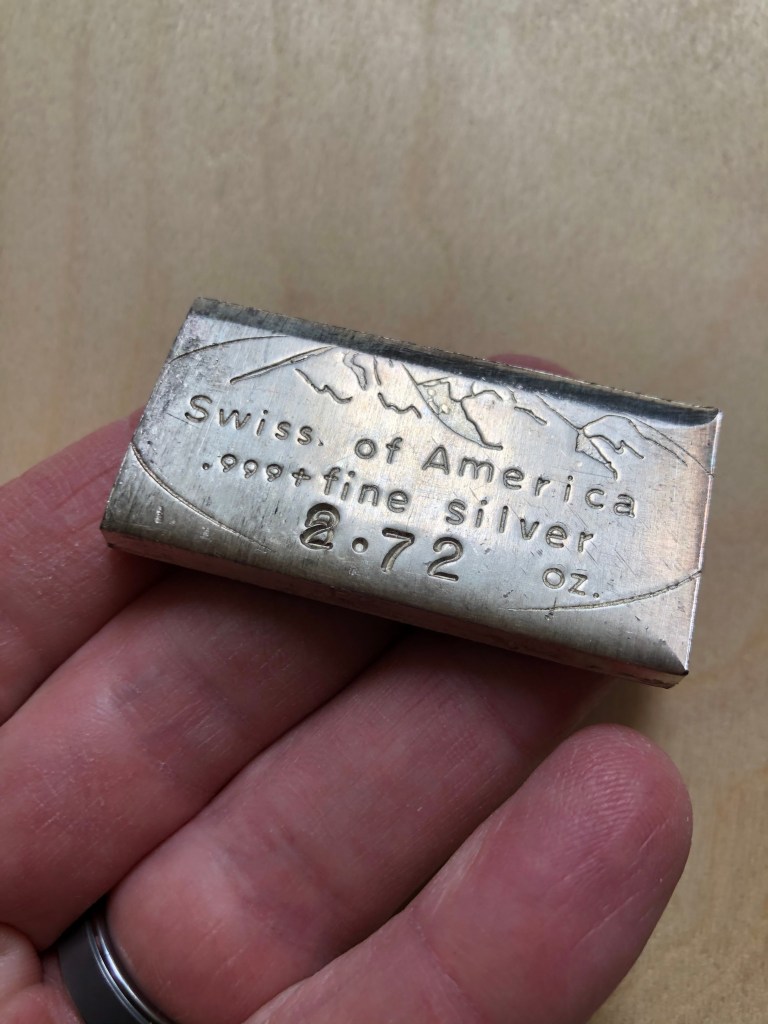 Swiss. of America
.999+fine silver
2.72 oz.